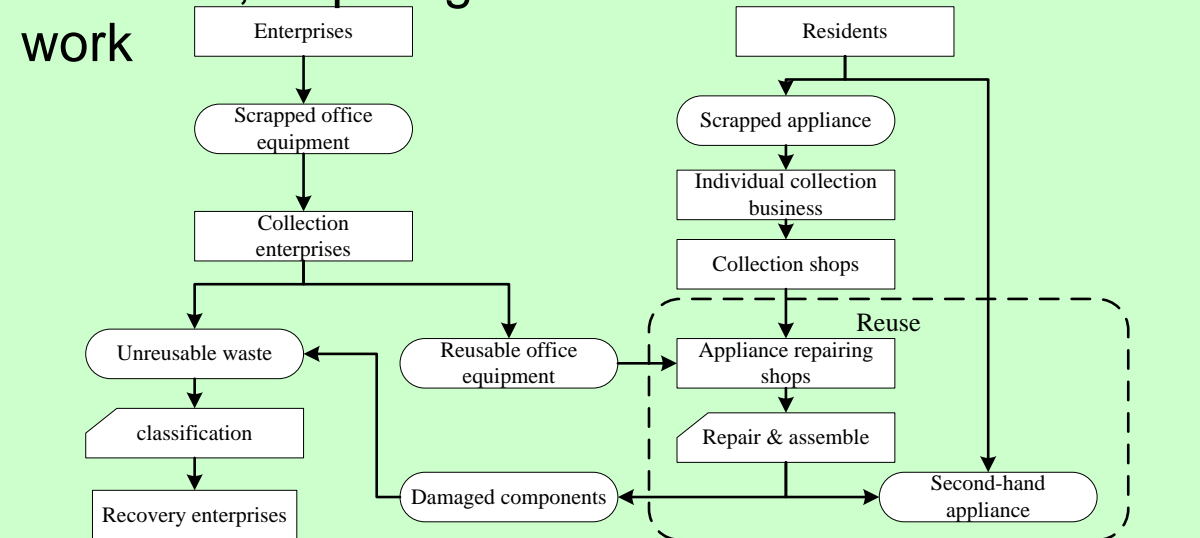 work
Enterprises
Residents
Scrapped office
equipment
Scrapped appliance
Individual collection
business
Collection
enterprises
Collection shops
Reuse
Unreusable waste
Reusable office
equipment
Appliance repairing
shops
classification
Repair & assemble
Damaged components
Second-hand
appliance
Recovery enterprises